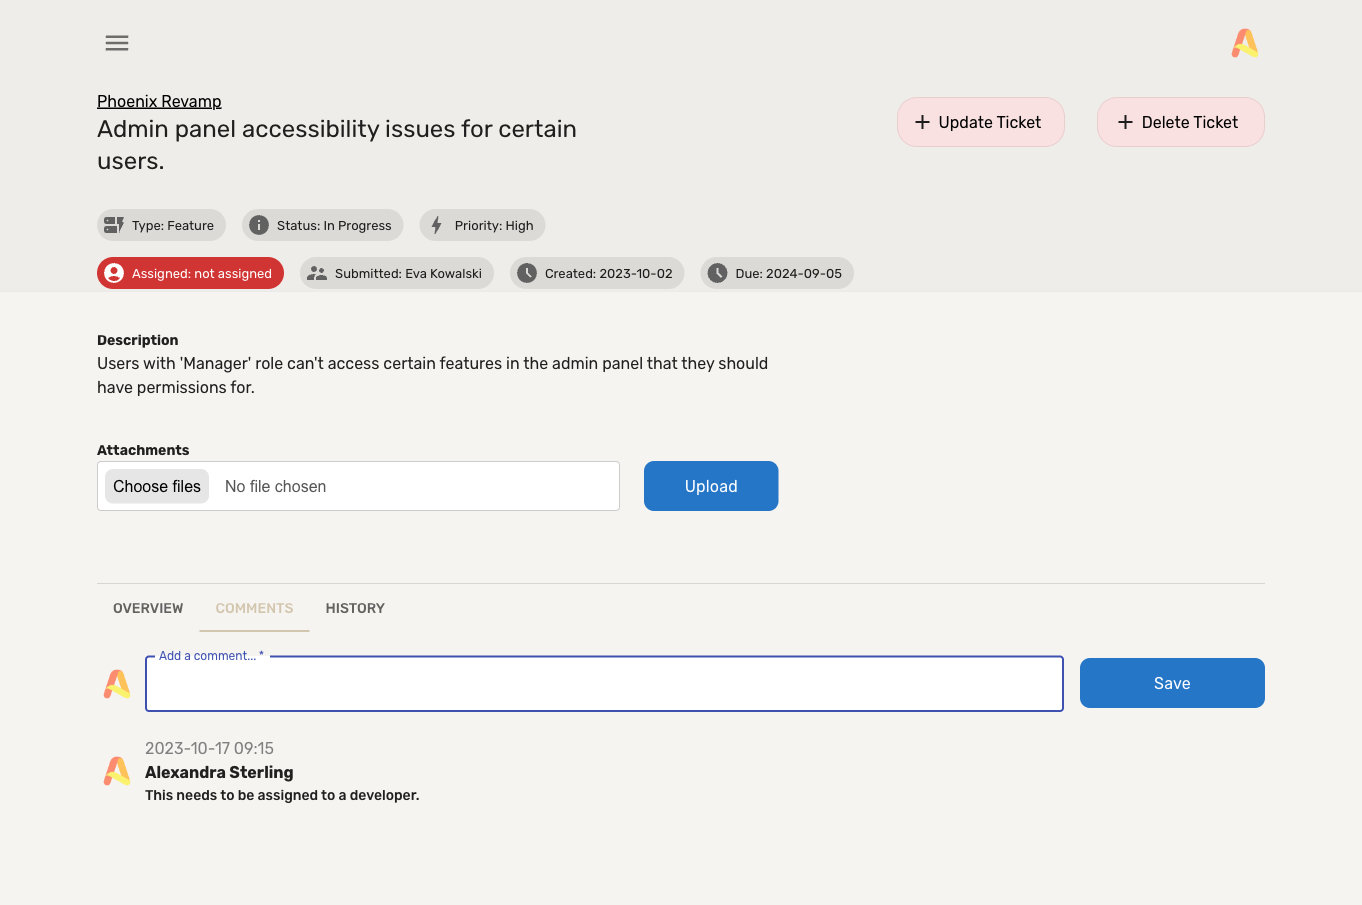 Phoenix Revamp
Admin panel accessibility issues for certain
users.
Update Ticket
Delete Ticket
Type: Feature
Status: In Progress
Priority: High
Assigned: not assigned
Submitted: Eva Kowalski
Created: 2023-10-02
Due: 2024-09-05
Description
Users with 'Manager' role can't access certain features in the admin panel that they should
have permissions for.
Attachments
Choose files No file chosen
Upload
OVERVIEW
COMMENTS
HISTORY
Add a comment... *
Save
2023-10-17 09:15
Alexandra Sterling
This needs to be assigned to a developer.